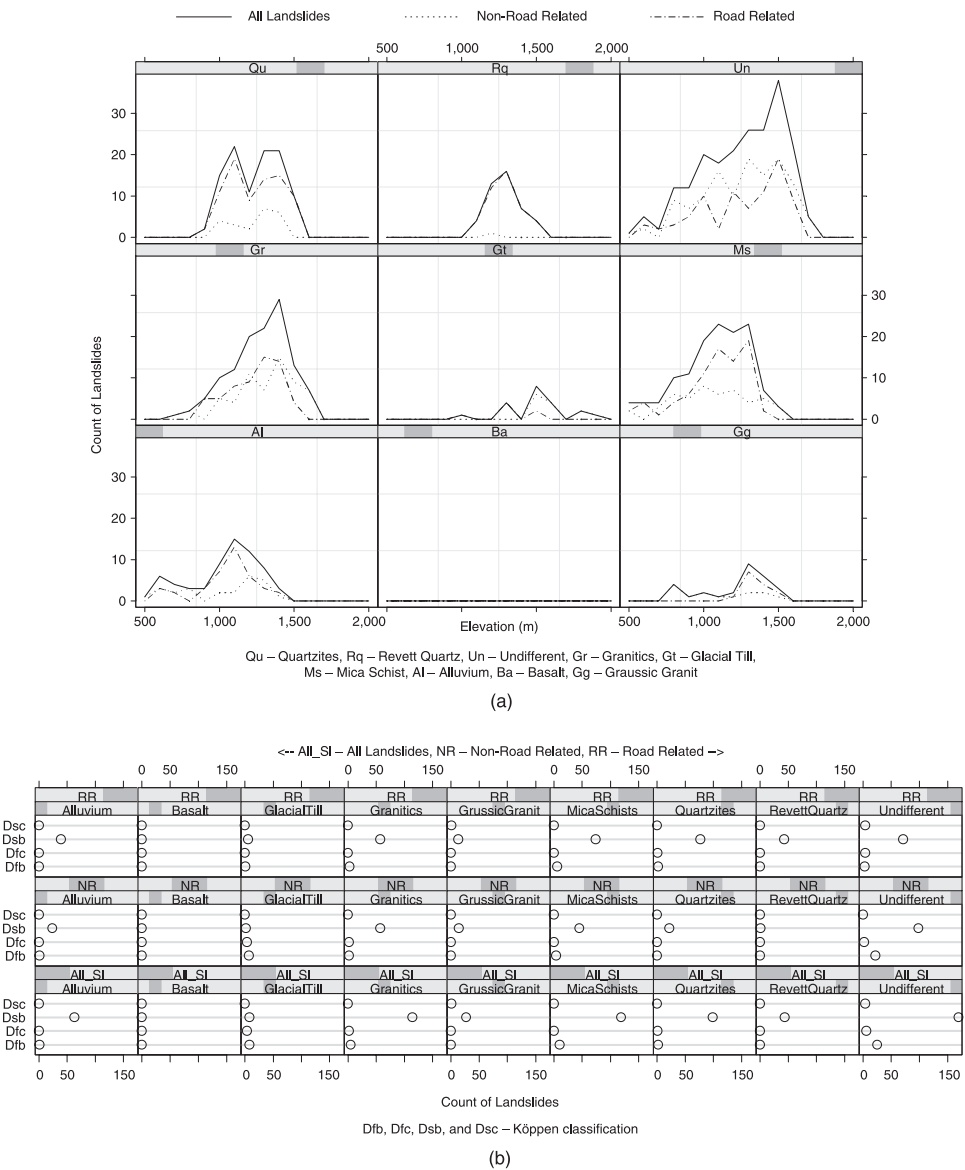 All Landslides Non-Road Related Road Related
500 1,000 1,500 2,000
Qu Rq Un
30
20
10
0
Gr Gt Ms
30
20
10
0
Count of Landslides
Al Ba Gg
30
20
10
0
500 1,000 1,500 2,000 500 1,000 1,500 2,000
Elevation (m)
Qu – Quartzites, Rq – Revett Quartz, Un – Undifferent, Gr – Granitics, Gt – Glacial Till,
Ms – Mica Schist, Al – Alluvium, Ba – Basalt, Gg – Graussic Granit
(a)
<-- All_SI – All Landslides, NR – Non-Road Related, RR – Road Related –>
0 50 150 0 50 150 0 50 150 0 50 150
RR RR RR RR RR RR RR RR RR
Alluvium Basalt GlacialTill Granitics GrussicGranit MicaSchists Quartzites RevettQuartz Undifferent
Dsc
Dsb
Dfc
Dfb
NR NR NR NR NR NR NR NR NR
Alluvium Basalt GlacialTill Granitics GrussicGranit MicaSchists Quartzites RevettQuartz Undifferent
Dsc
Dsb
Dfc
Dfb
All_SI All_SI All_SI All_SI All_SI All_SI All_SI All_SI All_SI
Alluvium Basalt GlacialTill Granitics GrussicGranit MicaSchists Quartzites RevettQuartz Undifferent
Dsc
Dsb
Dfc
Dfb
0 50 150 0 50 150 0 50 150 0 50 150 0 50 150
Count of Landslides
Dfb, Dfc, Dsb, and Dsc – Köppen classification
(b)